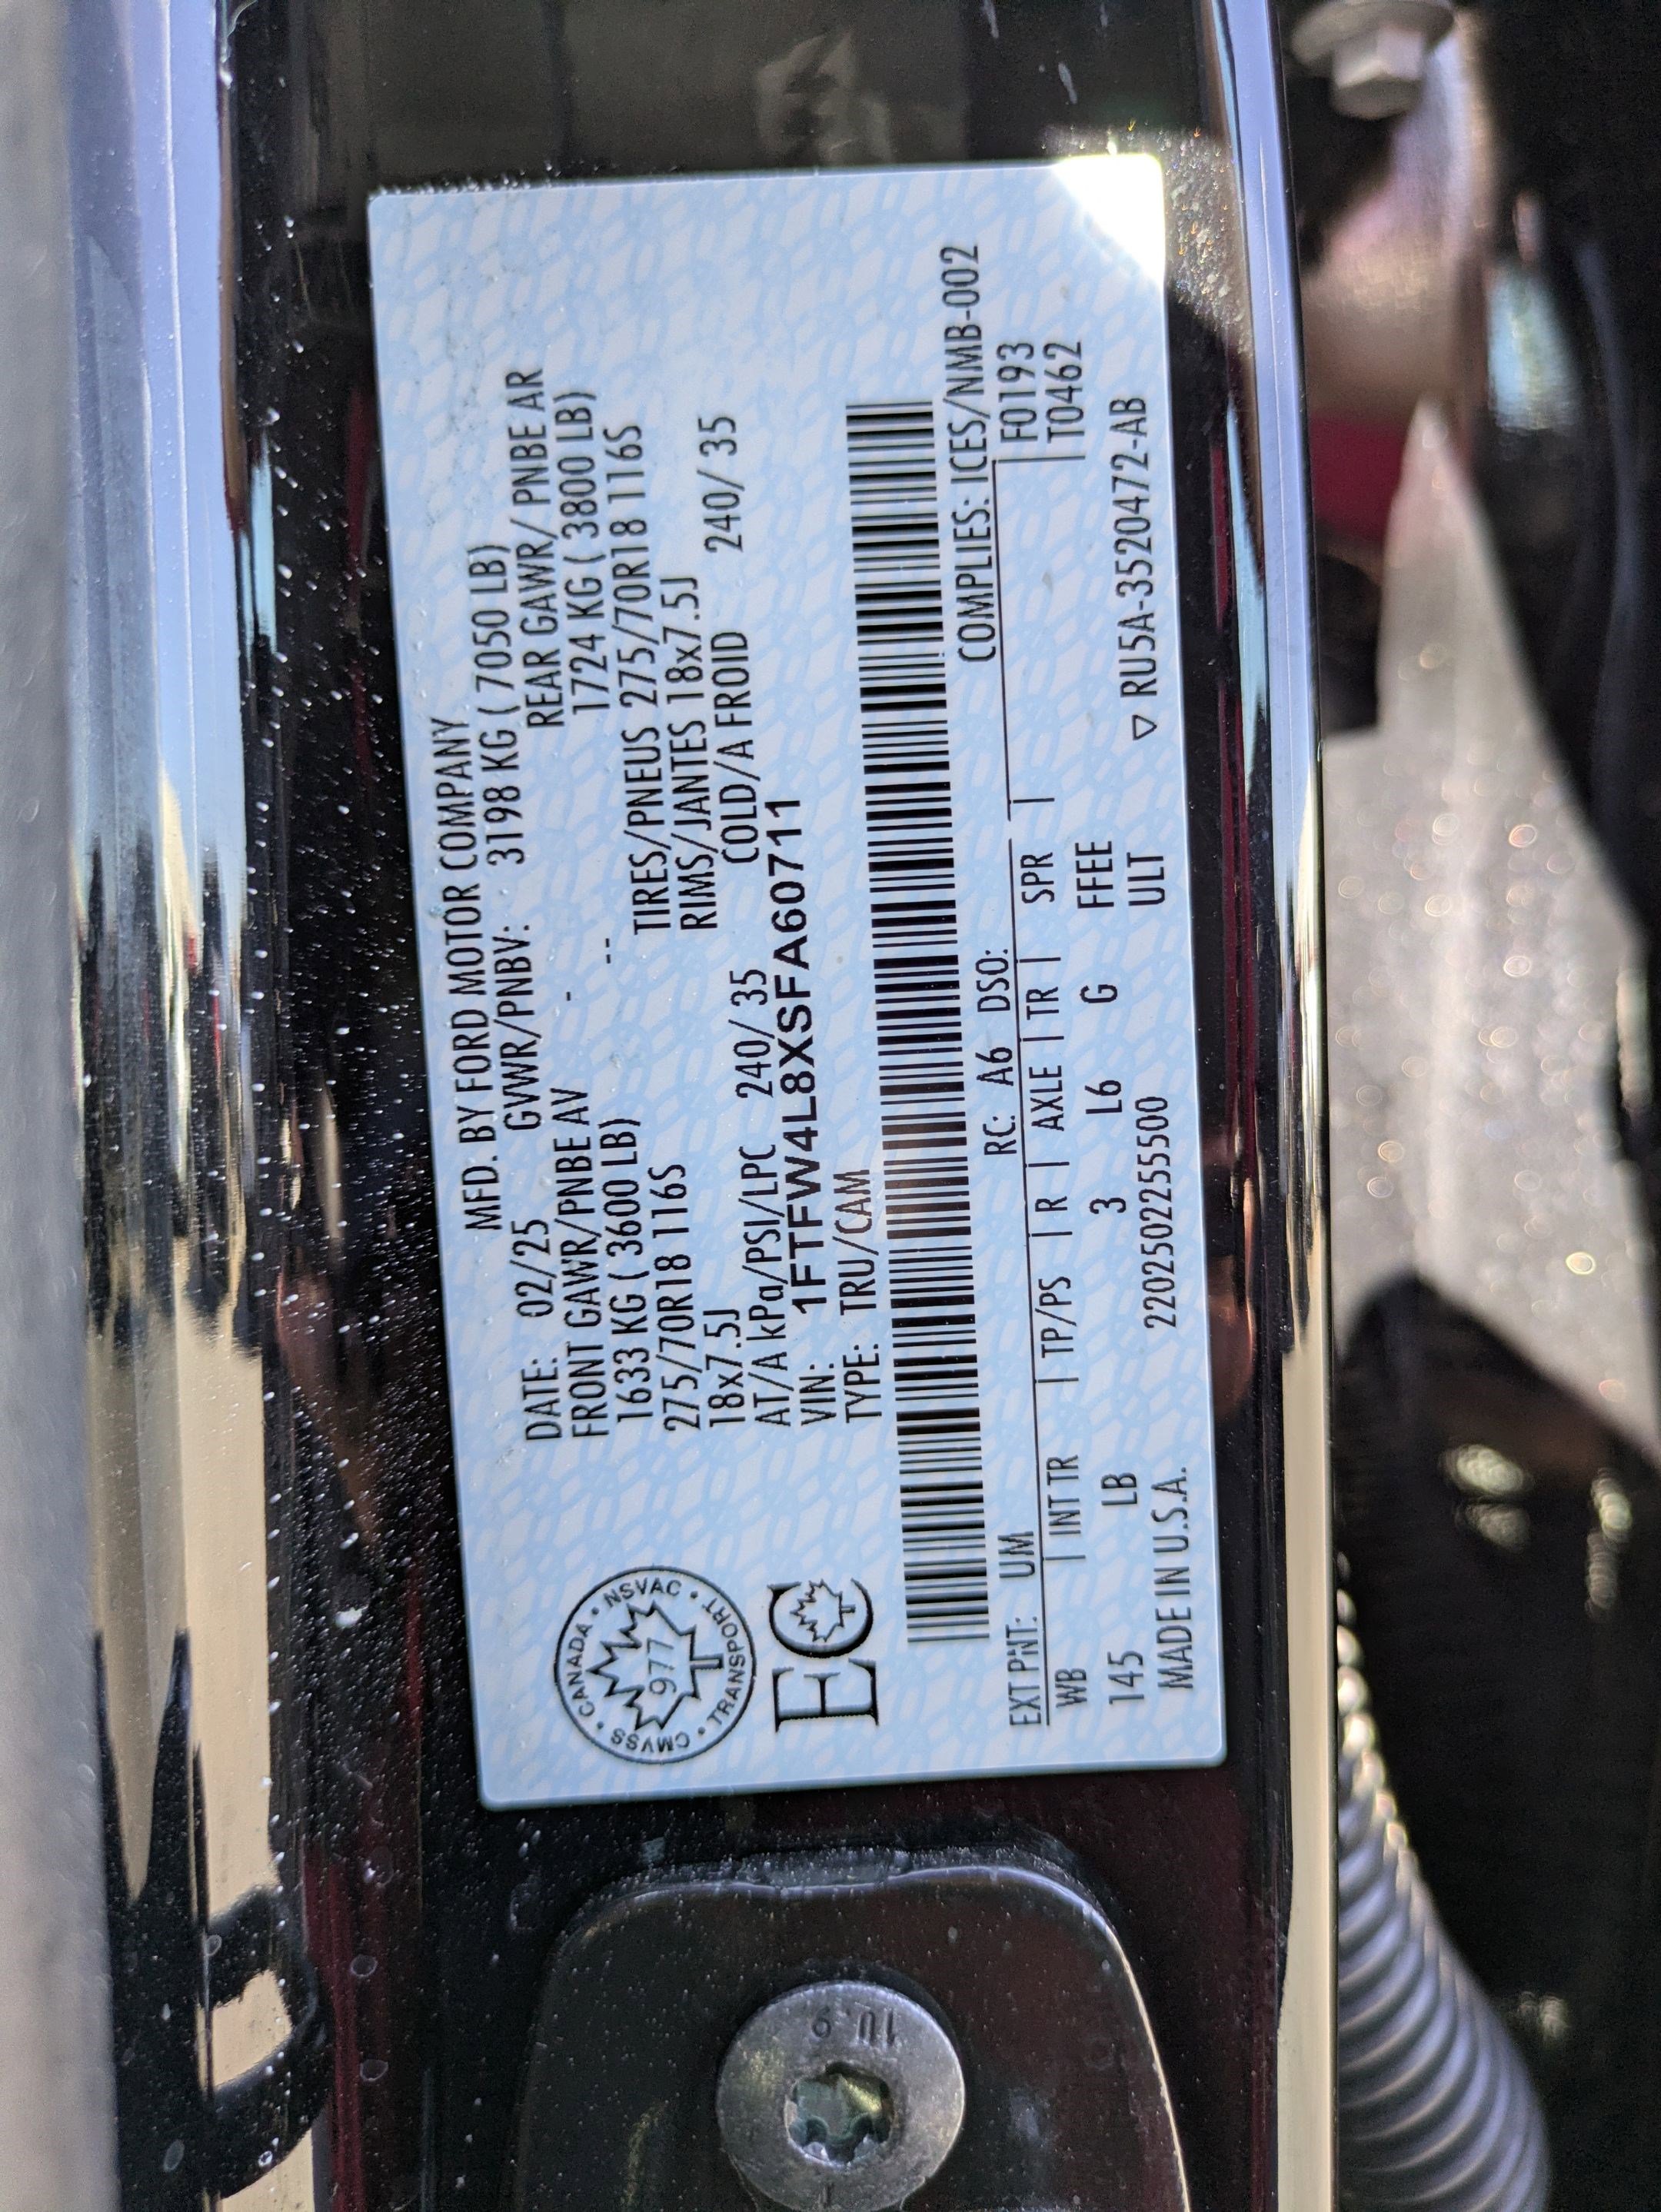 MFD. BY FORD MOTOR COMPANY
DATE: 02/25 GVWR/PNBV: 3198 KG ( 7050 LB)
FRONT GAWR/PNBE AV - REAR GAWR/ PNBE AR
1633 KG ( 3600 LB) -- 1724 KG ( 3800 LB)
275/70R18 116S TIRES/PNEUS 275/70R18 116S
18x7.5J RIMS/JANTES 18x7.5J
AT/A kPa/PSI/LPC 240/ 35 COLD/A FROID 240/ 35
VIN: 1FTFW4L8XSFA60711
TYPE: TRU/CAM
CANADA • NSVAC • TRANSPORT • CMVSS •
977
EC
COMPLIES: ICES/NMB-002
EXT PNT: UM RC: A6 DSO: F0193
WB | INT TR | TP/PS | R | AXLE | TR | SPR | T0462
145 LB 3 L6 G FFEE
MADE IN U.S.A. 220250225500 ULT ▽ RU5A-3520472-AB
10.9